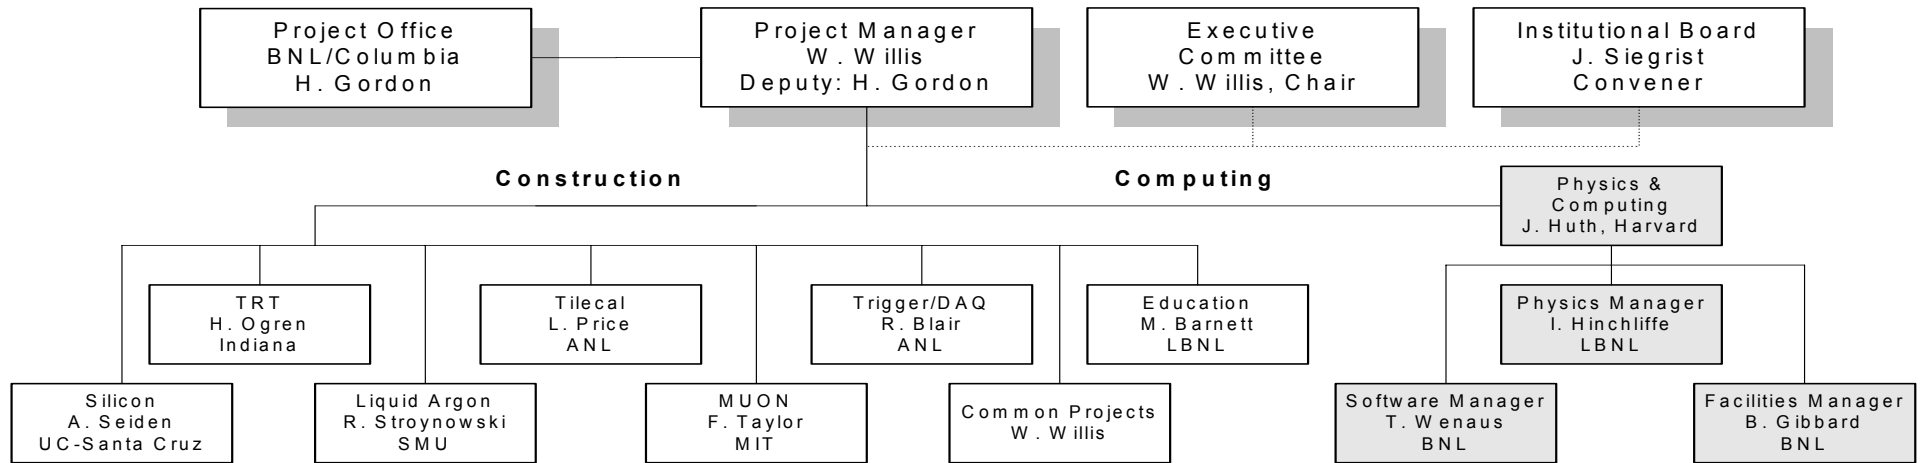 Project Office
BNL/Columbia
H. Gordon
Project Manager
W. Willis
Deputy: H. Gordon
Executive
Committee
W. Willis, Chair
Institutional Board
J. Siegrist
Convener
Construction
Computing
Physics &
Computing
J. Huth, Harvard
TRT
H. Ogren
Indiana
Tilecal
L. Price
ANL
Trigger/DAQ
R. Blair
ANL
Education
M. Barnett
LBNL
Physics Manager
I. Hinchliffe
LBNL
Silicon
A. Seiden
UC-Santa Cruz
Liquid Argon
R. Stroynowski
SMU
MUON
F. Taylor
MIT
Common Projects
W. Willis
Software Manager
T. Wenaus
BNL
Facilities Manager
B. Gibbard
BNL